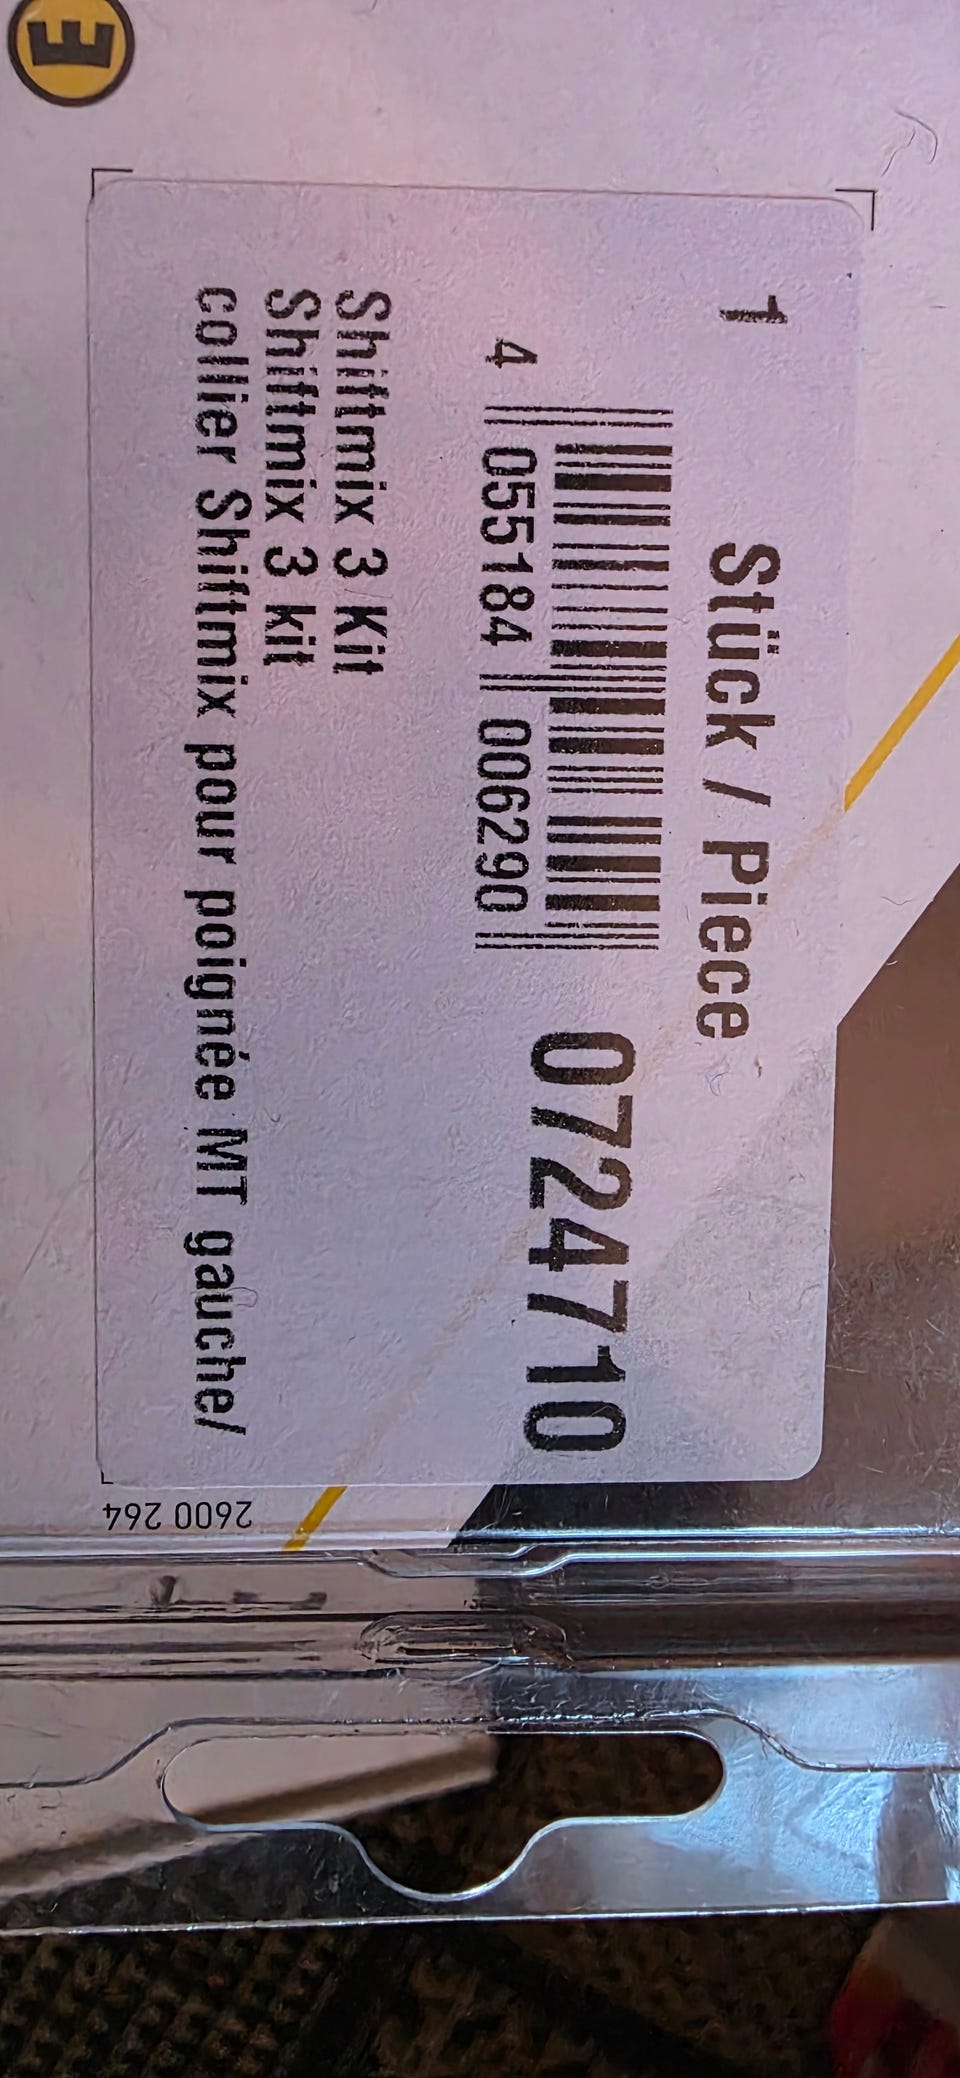 E
1 Stück / Piece
4 055184 006290
0724710
Shiftmix 3 Kit
Shiftmix 3 kit
collier Shiftmix pour poignée MT gauche/
2600 264